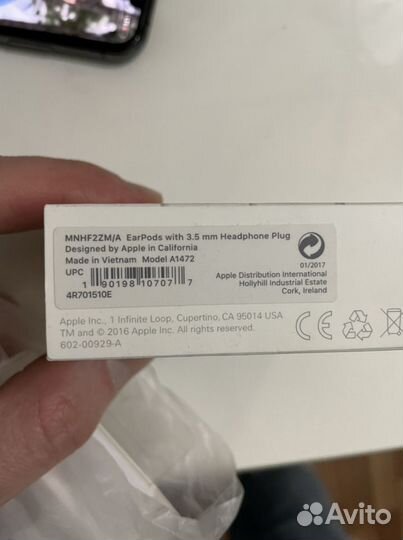 MNHF2ZM/A EarPods with 3.5 mm Headphone Plug
Designed by Apple in California
Made in Vietnam Model A1472
UPC
1 90198 10707 7
4R701510E
01/2017
Apple Distribution International
Hollyhill Industrial Estate
Cork, Ireland
Apple Inc., 1 Infinite Loop, Cupertino, CA 95014 USA
TM and © 2016 Apple Inc. All rights reserved.
602-00929-A
CE
Avito